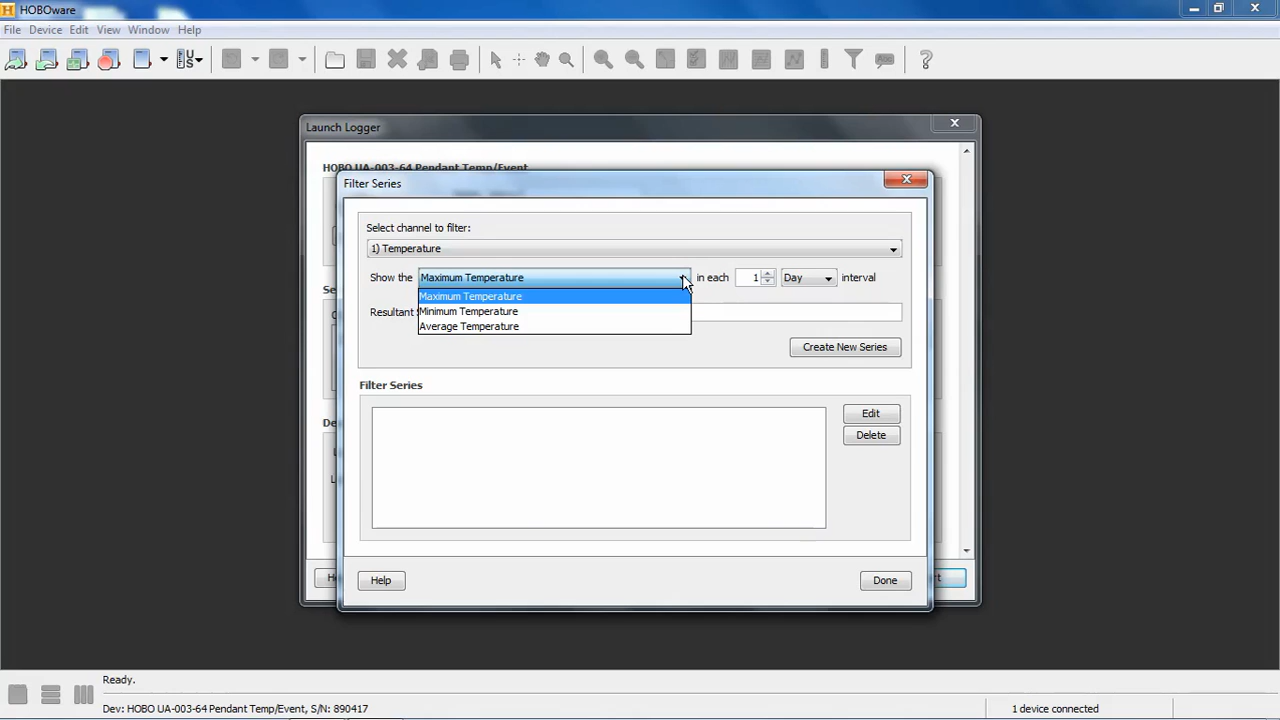 HOBOware
File Device Edit View Window Help
Launch Logger
HOBO UA-003-64 Pendant Temp/Event
Filter Series
Select channel to filter:
1) Temperature
Show the Maximum Temperature in each 1 Day interval
Maximum Temperature
Minimum Temperature
Average Temperature
Resultant
Create New Series
Filter Series
Edit
Delete
Help
Done
Ready.
Dev: HOBO UA-003-64 Pendant Temp/Event, S/N: 890417
1 device connected